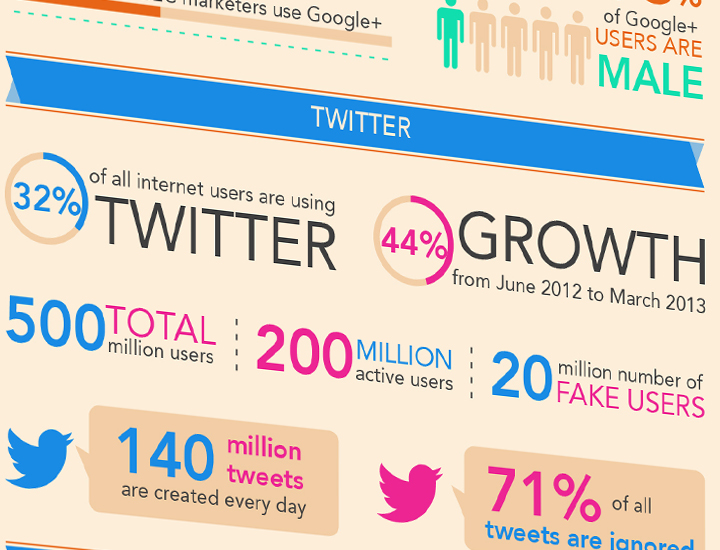 marketers use Google+
%
of Google+
USERS ARE
MALE
TWITTER
32% of all internet users are using
TWITTER
44% GROWTH
from June 2012 to March 2013
500 TOTAL
million users
200 MILLION
active users
20 million number of
FAKE USERS
140 million
tweets
are created every day
71% of all
tweets are ignored